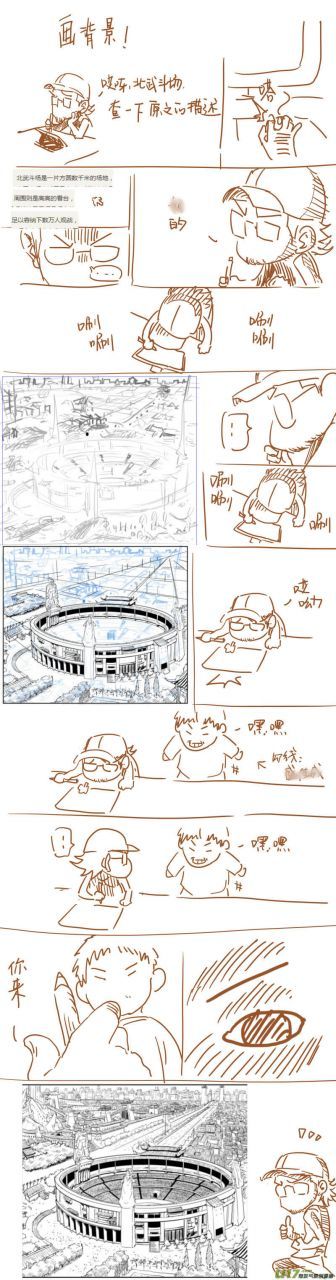 画背景！
哎呀，北武斗场，
查一下原文的描述
嗒
北武斗场是一片方圆数千米的场地，
周围则是高高的看台，
足以容纳下数万人观战，
...
的
唰
唰
唰
唰
...
唰
唰
唰
嘿嘿
...
嘿嘿
你
来